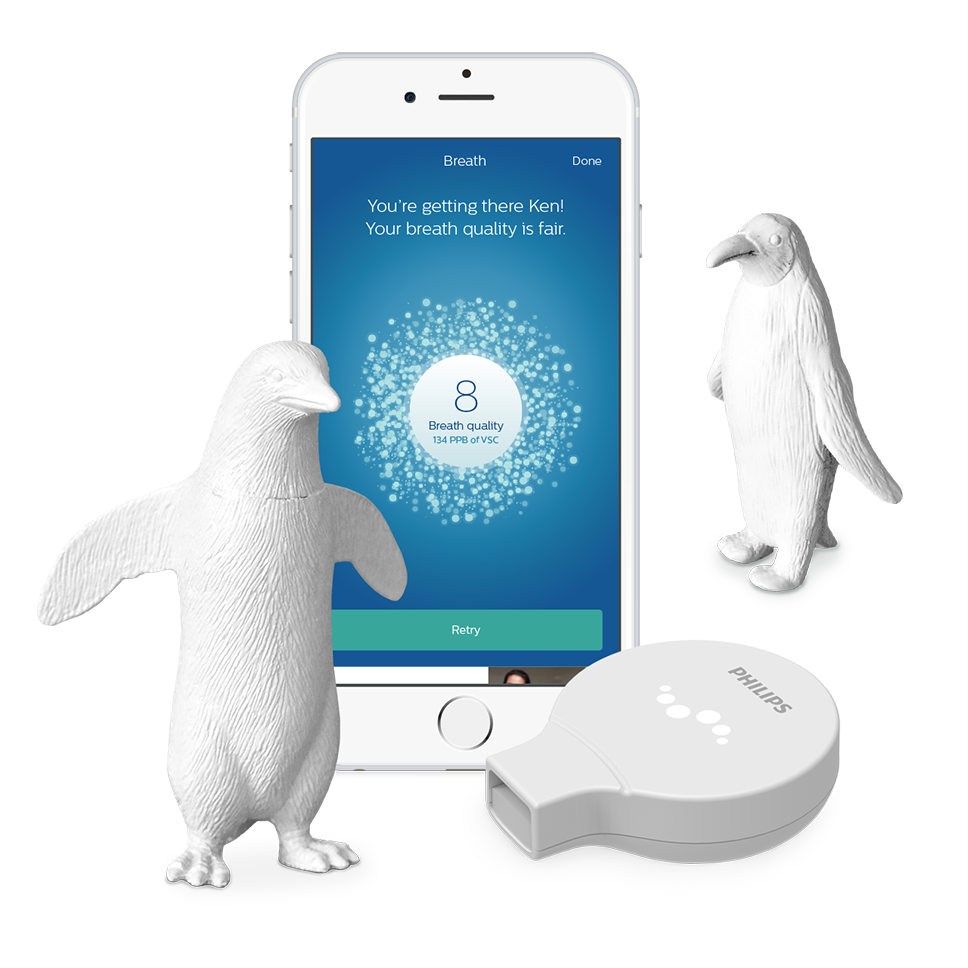 Breath
Done
You're getting there Ken!
Your breath quality is fair.
8
Breath quality
134 PPB of VSC
Retry
PHILIPS